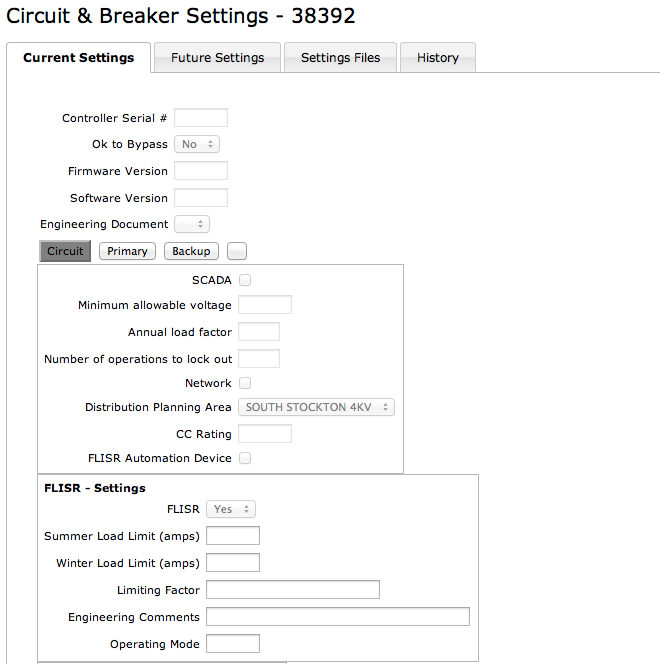 Circuit & Breaker Settings - 38392
Current Settings Future Settings Settings Files History
Controller Serial #
Ok to Bypass No
Firmware Version
Software Version
Engineering Document
Circuit Primary Backup
SCADA
Minimum allowable voltage
Annual load factor
Number of operations to lock out
Network
Distribution Planning Area SOUTH STOCKTON 4KV
CC Rating
FLISR Automation Device
FLISR - Settings
FLISR Yes
Summer Load Limit (amps)
Winter Load Limit (amps)
Limiting Factor
Engineering Comments
Operating Mode